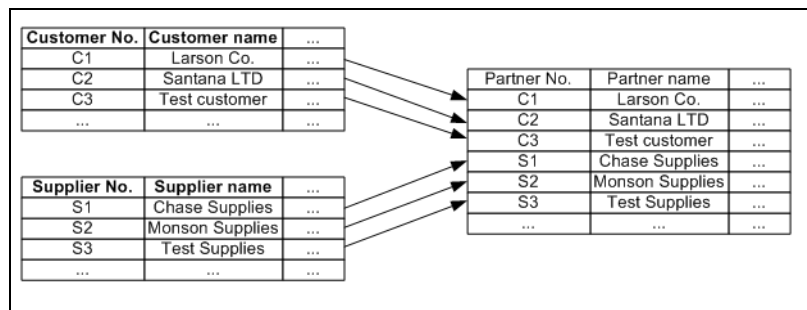 Customer No. Customer name ...
C1 Larson Co. ...
C2 Santana LTD ...
C3 Test customer ...
... ... ...
Supplier No. Supplier name ...
S1 Chase Supplies ...
S2 Monson Supplies ...
S3 Test Supplies ...
... ... ...
Partner No. Partner name ...
C1 Larson Co. ...
C2 Santana LTD ...
C3 Test customer ...
S1 Chase Supplies ...
S2 Monson Supplies ...
S3 Test Supplies ...
... ... ...